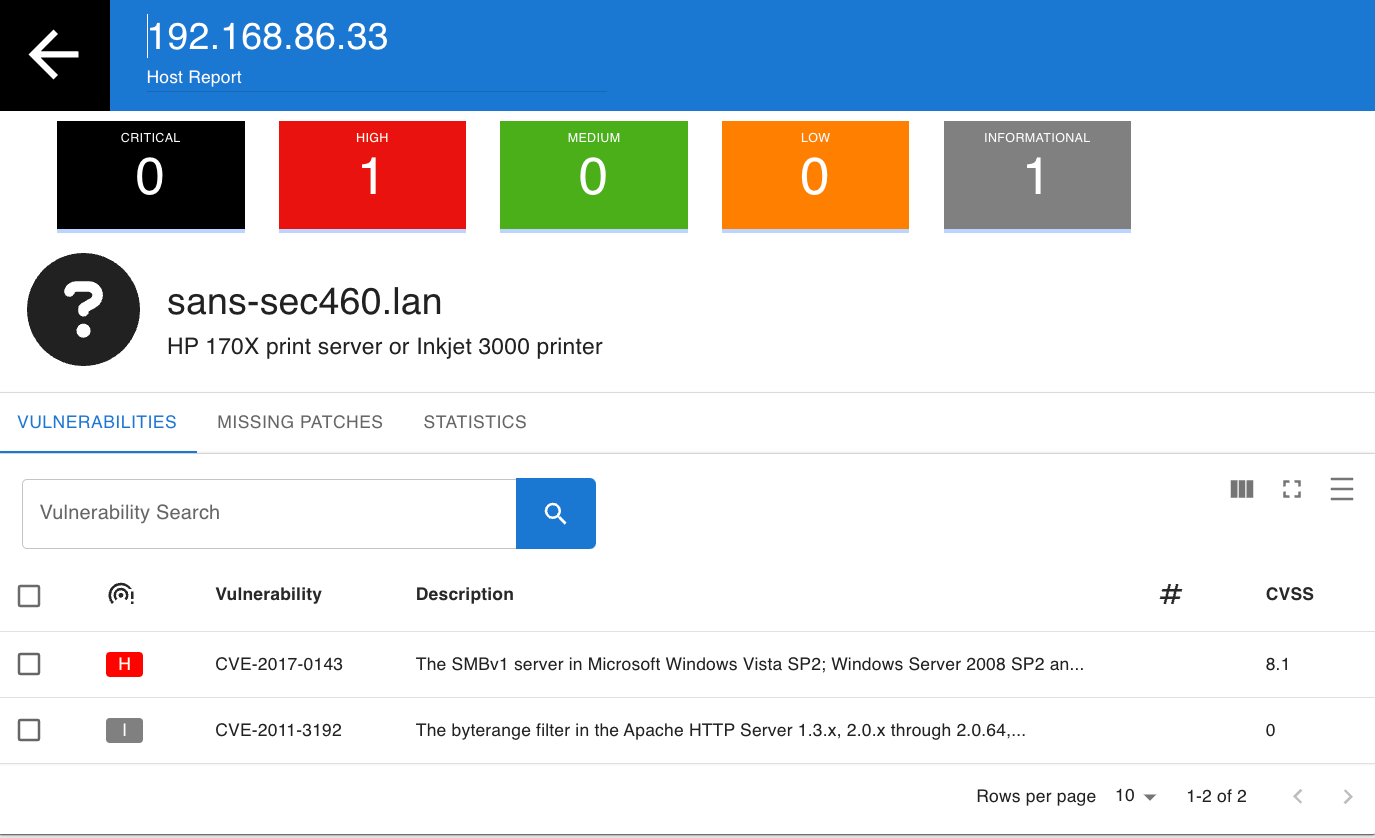 192.168.86.33
Host Report
CRITICAL
0
HIGH
1
MEDIUM
0
LOW
0
INFORMATIONAL
1
?
sans-sec460.lan
HP 170X print server or Inkjet 3000 printer
VULNERABILITIES MISSING PATCHES STATISTICS
Vulnerability Search
Vulnerability Description # CVSS
H CVE-2017-0143 The SMBv1 server in Microsoft Windows Vista SP2; Windows Server 2008 SP2 an... 8.1
I CVE-2011-3192 The byterange filter in the Apache HTTP Server 1.3.x, 2.0.x through 2.0.64,... 0
Rows per page 10 1-2 of 2